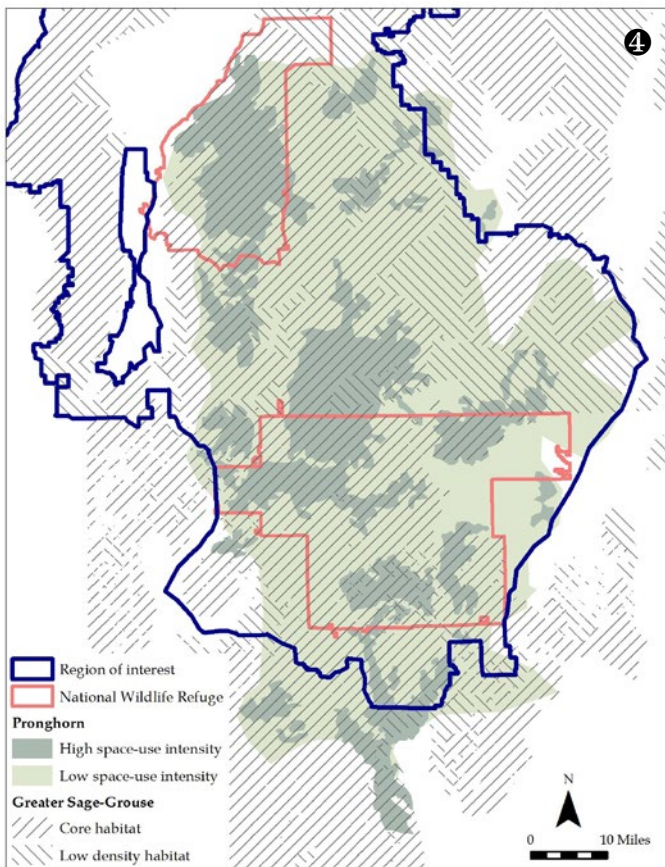 ❹
Region of interest
National Wildlife Refuge
Pronghorn
High space-use intensity
Low space-use intensity
Greater Sage-Grouse
Core habitat
Low density habitat
N
0 10 Miles